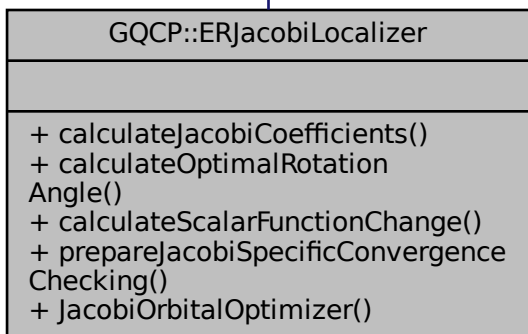 GQCP::ERJacobiLocalizer
+ calculateJacobiCoefficients()
+ calculateOptimalRotation
Angle()
+ calculateScalarFunctionChange()
+ prepareJacobiSpecificConvergence
Checking()
+ JacobiOrbitalOptimizer()